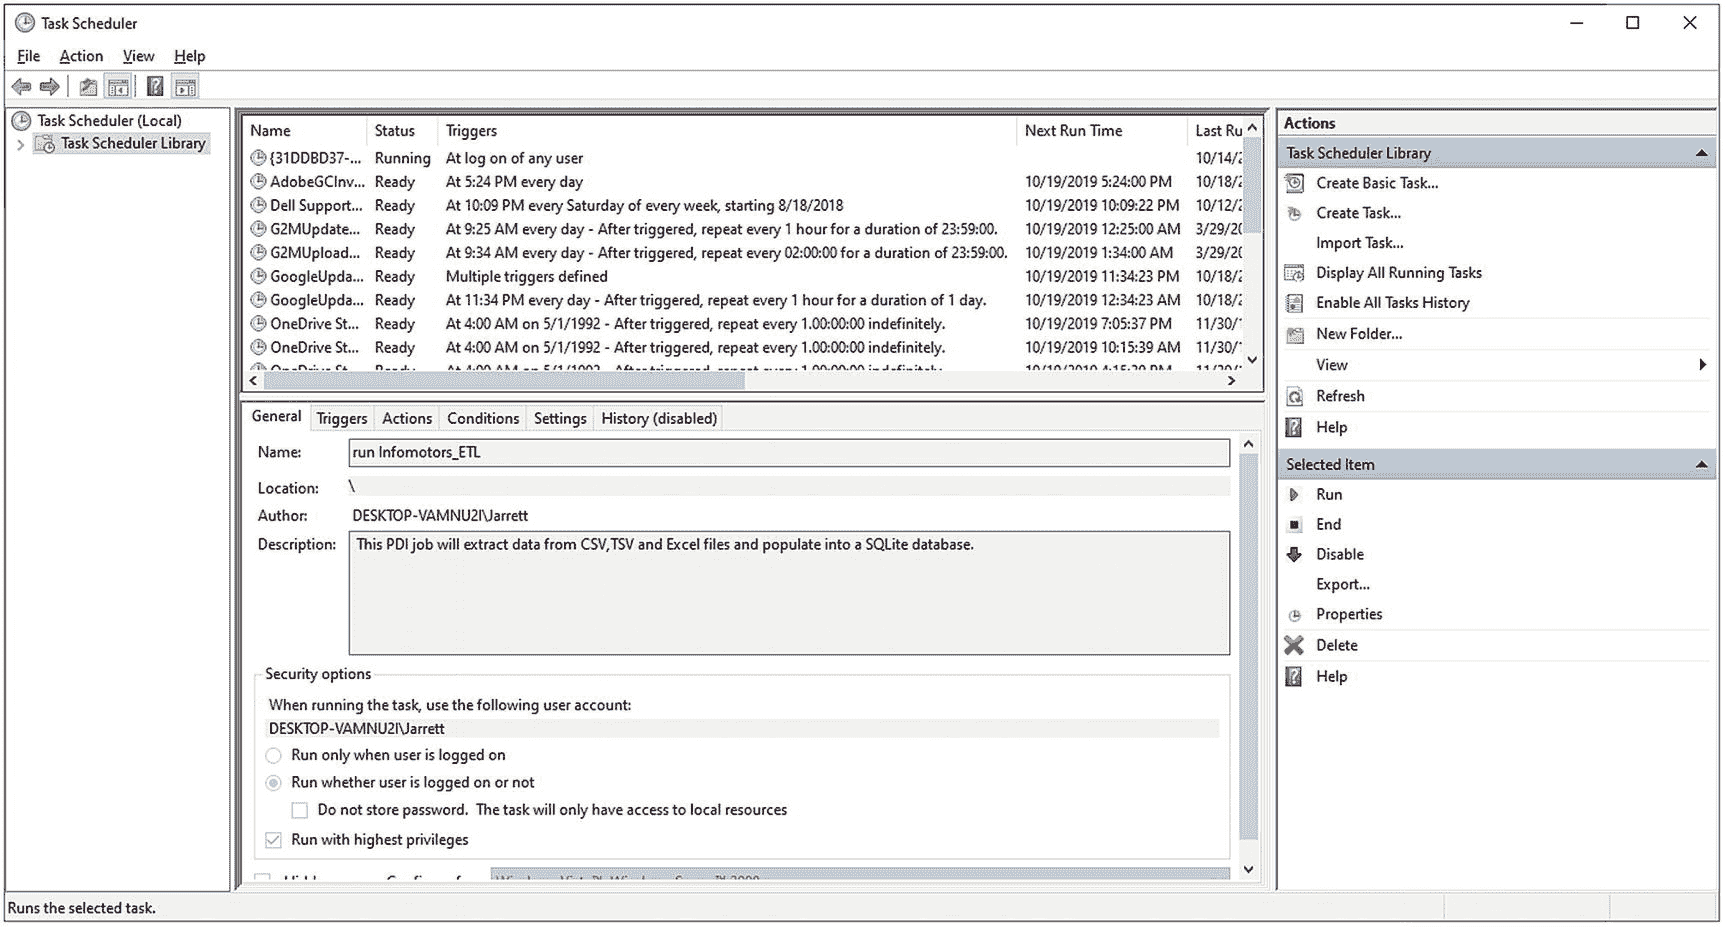 Task Scheduler
File Action View Help
Task Scheduler (Local)
Task Scheduler Library
Name Status Triggers Next Run Time Last Ru
{31DDBD37-... Running At log on of any user 10/14/2
AdobeGCInv... Ready At 5:24 PM every day 10/19/2019 5:24:00 PM 10/18/2
Dell Support... Ready At 10:09 PM every Saturday of every week, starting 8/18/2018 10/19/2019 10:09:22 PM 10/12/2
G2MUpdate... Ready At 9:25 AM every day - After triggered, repeat every 1 hour for a duration of 23:59:00. 10/19/2019 12:25:00 AM 3/29/20
G2MUpload... Ready At 9:34 AM every day - After triggered, repeat every 02:00:00 for a duration of 23:59:00. 10/19/2019 1:34:00 AM 3/29/20
GoogleUpda... Ready Multiple triggers defined 10/19/2019 11:34:23 PM 10/18/2
GoogleUpda... Ready At 11:34 PM every day - After triggered, repeat every 1 hour for a duration of 1 day. 10/19/2019 12:34:23 AM 10/18/2
OneDrive St... Ready At 4:00 AM on 5/1/1992 - After triggered, repeat every 1.00:00:00 indefinitely. 10/19/2019 7:05:37 PM 11/30/1
OneDrive St... Ready At 4:00 AM on 5/1/1992 - After triggered, repeat every 1.00:00:00 indefinitely. 10/19/2019 10:15:39 AM 11/30/1
General Triggers Actions Conditions Settings History (disabled)
Name: run Infomotors_ETL
Location: \
Author: DESKTOP-VAMNU2I\Jarrett
Description: This PDI job will extract data from CSV,TSV and Excel files and populate into a SQLite database.
Security options
When running the task, use the following user account:
DESKTOP-VAMNU2I\Jarrett
Run only when user is logged on
Run whether user is logged on or not
Do not store password. The task will only have access to local resources
Run with highest privileges
Actions
Task Scheduler Library
Create Basic Task...
Create Task...
Import Task...
Display All Running Tasks
Enable All Tasks History
New Folder...
View
Refresh
Help
Selected Item
Run
End
Disable
Export...
Properties
Delete
Help
Runs the selected task.